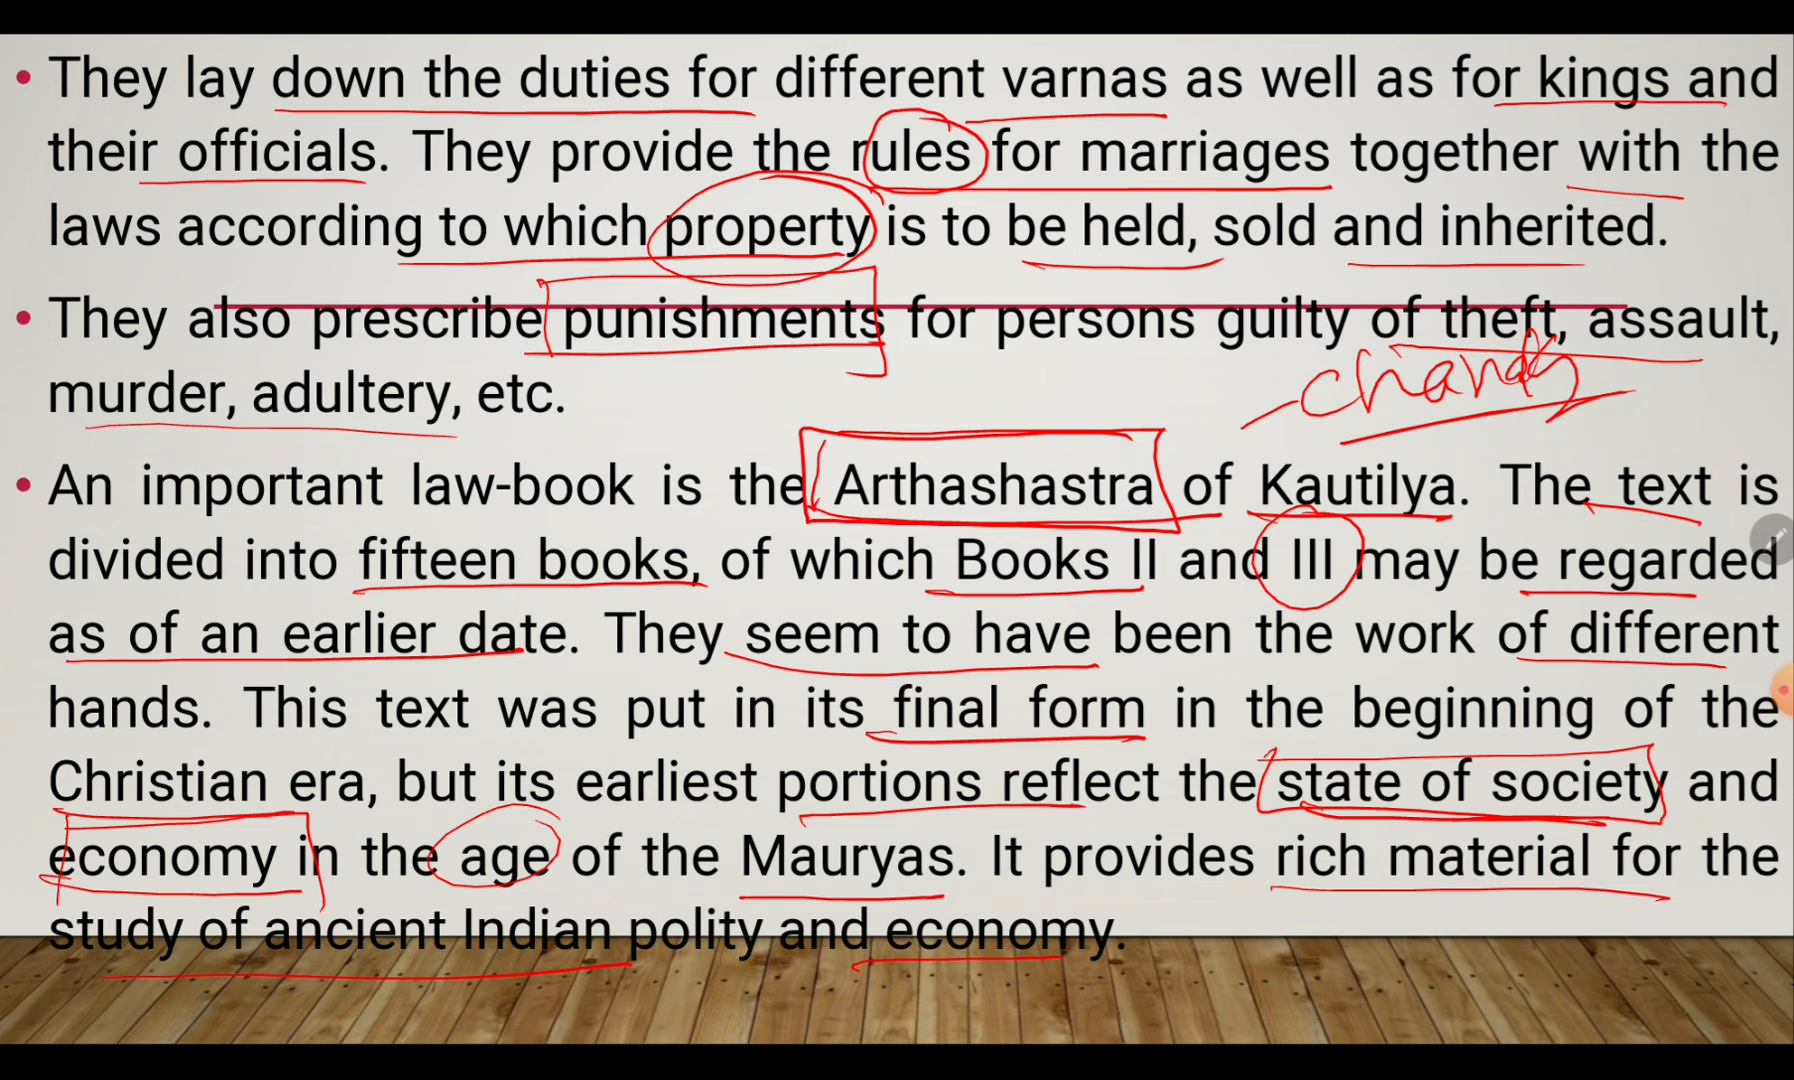 • They lay down the duties for different varnas as well as for kings and
their officials. They provide the rules for marriages together with the
laws according to which property is to be held, sold and inherited.
• They also prescribe punishments for persons guilty of theft, assault,
murder, adultery, etc.
• An important law-book is the Arthashastra of Kautilya. The text is
divided into fifteen books, of which Books II and III may be regarded
as of an earlier date. They seem to have been the work of different
hands. This text was put in its final form in the beginning of the
Christian era, but its earliest portions reflect the state of society and
economy in the age of the Mauryas. It provides rich material for the
study of ancient Indian polity and economy.